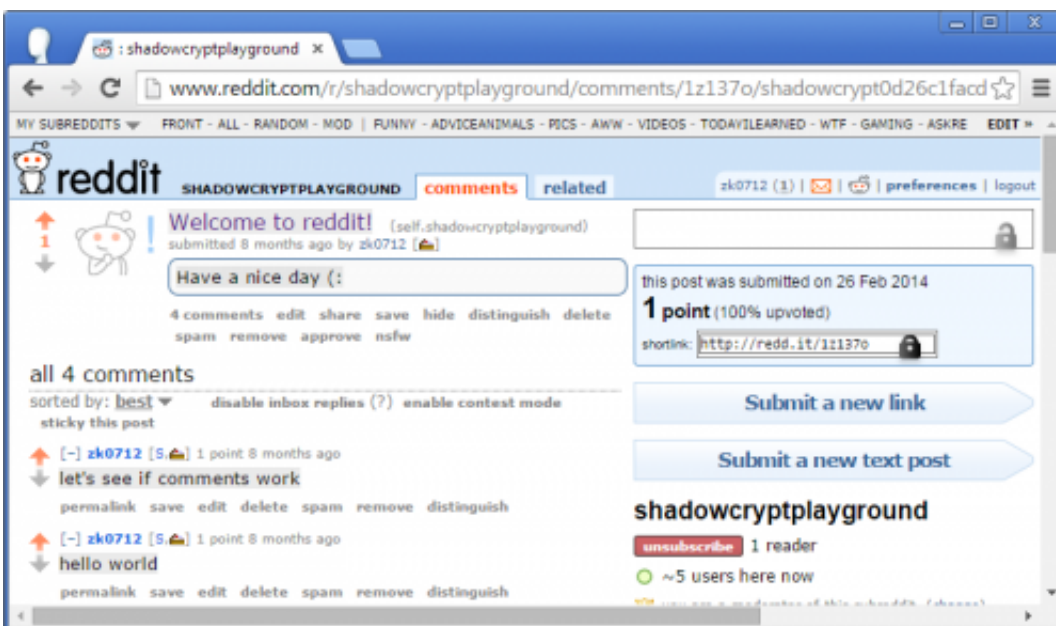 : shadowcryptplayground
www.reddit.com/r/shadowcryptplayground/comments/1z137o/shadowcrypt0d26c1facd
MY SUBREDDITS FRONT - ALL - RANDOM - MOD | FUNNY - ADVICEANIMALS - PICS - AWW - VIDEOS - TODAYILEARNED - WTF - GAMING - ASKRE EDIT »
reddit SHADOWCRYPTPLAYGROUND comments related
zk0712 (1) | | | preferences | logout
1
Welcome to reddit! (self.shadowcryptplayground)
submitted 8 months ago by zk0712 [ ]
Have a nice day (:
4 comments edit share save hide distinguish delete
spam remove approve nsfw
all 4 comments
sorted by: best disable inbox replies (?) enable contest mode
sticky this post
[-] zk0712 [S, ] 1 point 8 months ago
let's see if comments work
permalink save edit delete spam remove distinguish
[-] zk0712 [S, ] 1 point 8 months ago
hello world
permalink save edit delete spam remove distinguish
this post was submitted on 26 Feb 2014
1 point (100% upvoted)
shortlink: http://redd.it/1z137o
Submit a new link
Submit a new text post
shadowcryptplayground
unsubscribe 1 reader
~5 users here now